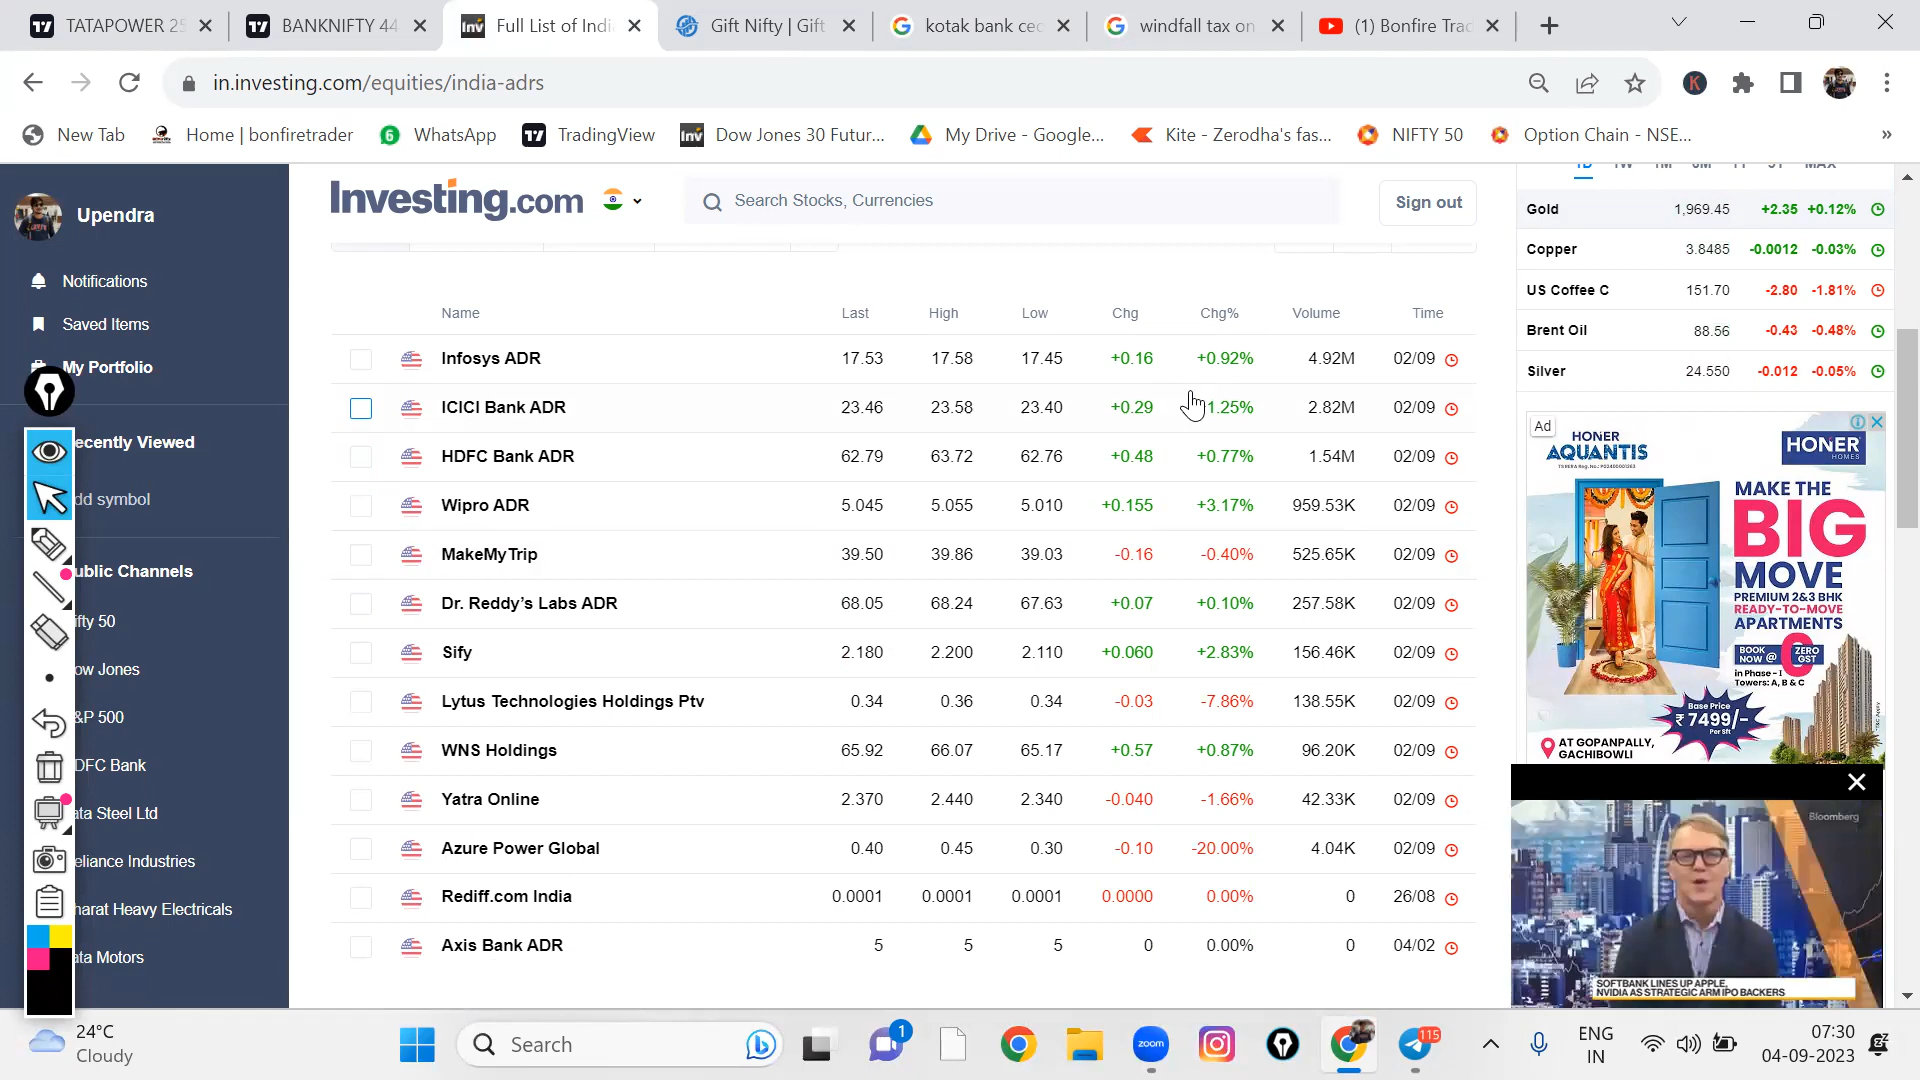 TATAPOWER 25
BANKNIFTY 44
Full List of Indi
Gift Nifty | Gift
kotak bank ceo
windfall tax on
(1) Bonfire Trad
in.investing.com/equities/india-adrs
K
New Tab
Home | bonfiretrader
WhatsApp
TradingView
Dow Jones 30 Futur...
My Drive - Google...
Kite - Zerodha's fas...
NIFTY 50
Option Chain - NSE...
»
Upendra
Notifications
Saved Items
My Portfolio
ecently Viewed
dd symbol
ublic Channels
ifty 50
ow Jones
&P 500
DFC Bank
ata Steel Ltd
eliance Industries
harat Heavy Electricals
ata Motors
Investing.com
Search Stocks, Currencies
Sign out
Name Last High Low Chg Chg% Volume Time
Infosys ADR 17.53 17.58 17.45 +0.16 +0.92% 4.92M 02/09
ICICI Bank ADR 23.46 23.58 23.40 +0.29 1.25% 2.82M 02/09
HDFC Bank ADR 62.79 63.72 62.76 +0.48 +0.77% 1.54M 02/09
Wipro ADR 5.045 5.055 5.010 +0.155 +3.17% 959.53K 02/09
MakeMyTrip 39.50 39.86 39.03 -0.16 -0.40% 525.65K 02/09
Dr. Reddy's Labs ADR 68.05 68.24 67.63 +0.07 +0.10% 257.58K 02/09
Sify 2.180 2.200 2.110 +0.060 +2.83% 156.46K 02/09
Lytus Technologies Holdings Ptv 0.34 0.36 0.34 -0.03 -7.86% 138.55K 02/09
WNS Holdings 65.92 66.07 65.17 +0.57 +0.87% 96.20K 02/09
Yatra Online 2.370 2.440 2.340 -0.040 -1.66% 42.33K 02/09
Azure Power Global 0.40 0.45 0.30 -0.10 -20.00% 4.04K 02/09
Rediff.com India 0.0001 0.0001 0.0001 0.0000 0.00% 0 26/08
Axis Bank ADR 5 5 5 0 0.00% 0 04/02
Gold 1,969.45 +2.35 +0.12%
Copper 3.8485 -0.0012 -0.03%
US Coffee C 151.70 -2.80 -1.81%
Brent Oil 88.56 -0.43 -0.48%
Silver 24.550 -0.012 -0.05%
Ad
HONER
AQUANTIS
HONER
HOMES
MAKE THE
BIG
MOVE
PREMIUM 2&3 BHK
READY-TO-MOVE
APARTMENTS
BOOK
NOW @
ZERO
GST
in Phase - I
Towers: A, B & C
Base Price
₹ 7499/-
Per Sft
AT GOPANPALLY,
GACHIBOWLI
Bloomberg
SOFTBANK LINES UP APPLE,
NVIDIA AS STRATEGIC ARM IPO BACKERS
24°C
Cloudy
Search
1
zoom
115
ENG
IN
07:30
04-09-2023